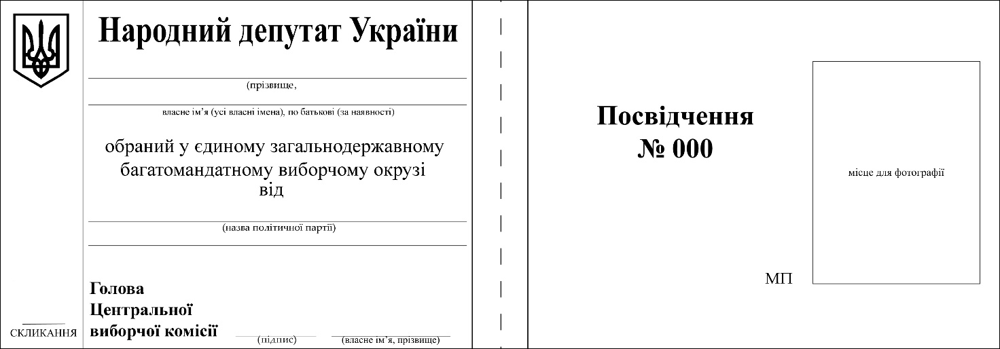 Народний депутат України
(прізвище,
власне ім’я (усі власні імена), по батькові (за наявності)
обраний у єдиному загальнодержавному
багатомандатному виборчому окрузі
від
(назва політичної партії)
Голова
Центральної
виборчої комісії
(підпис)
(власне ім’я, прізвище)
СКЛИКАННЯ
Посвідчення
№ 000
місце для фотографії
МП